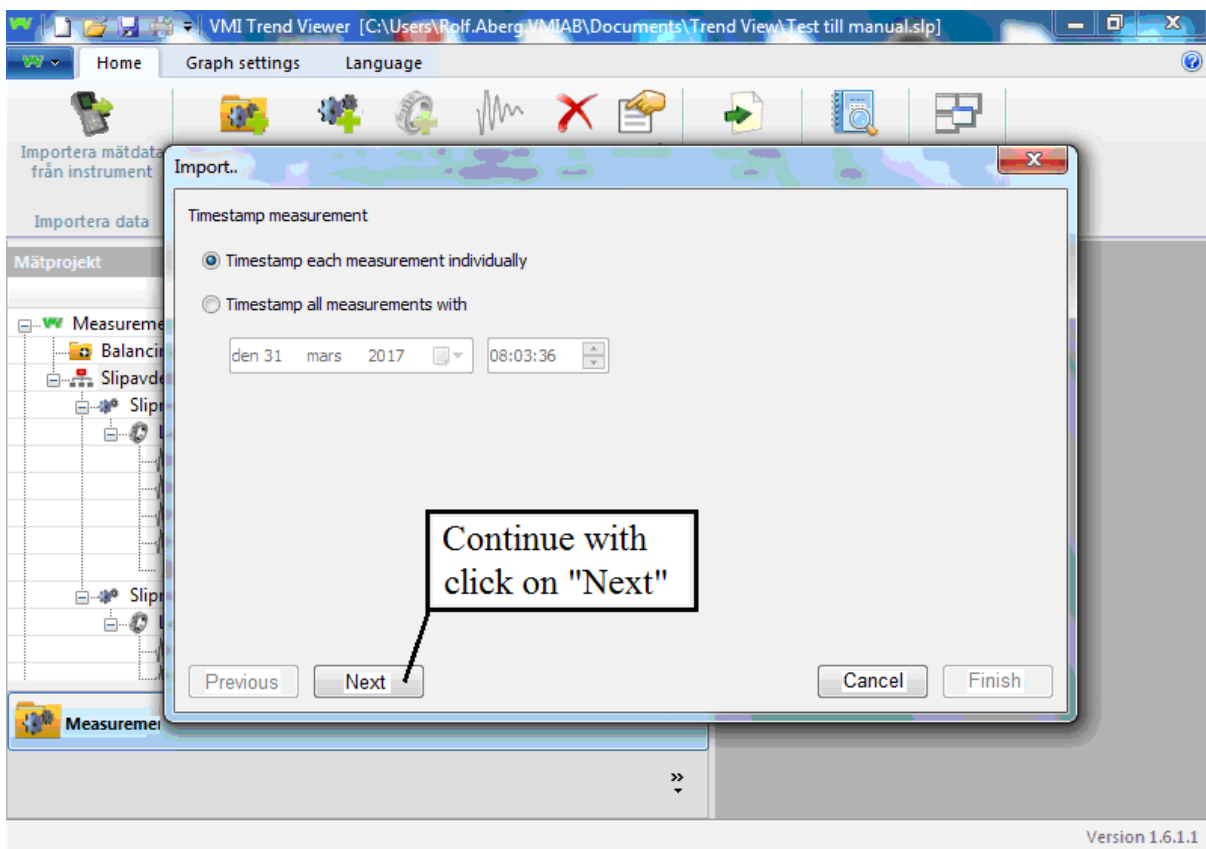 VMI Trend Viewer [C:\Users\Rolf.Aberg.VMIAB\Documents\Trend View\Test till manual.slp]
Home Graph settings Language
Importera mätdata
från instrument
Importera data
Mätprojekt
Measureme
Balancin
Slipavde
Slipr
L
Slipr
L
Import..
Timestamp measurement
Timestamp each measurement individually
Timestamp all measurements with
den 31 mars 2017 08:03:36
Continue with
click on "Next"
Previous Next Cancel Finish
Measuremen
Version 1.6.1.1